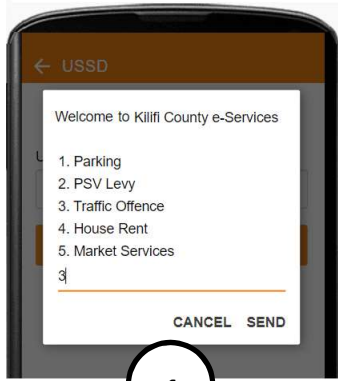 ← USSD
Welcome to Kilifi County e-Services
U
1. Parking
2. PSV Levy
3. Traffic Offence
4. House Rent
5. Market Services
3
CANCEL SEND